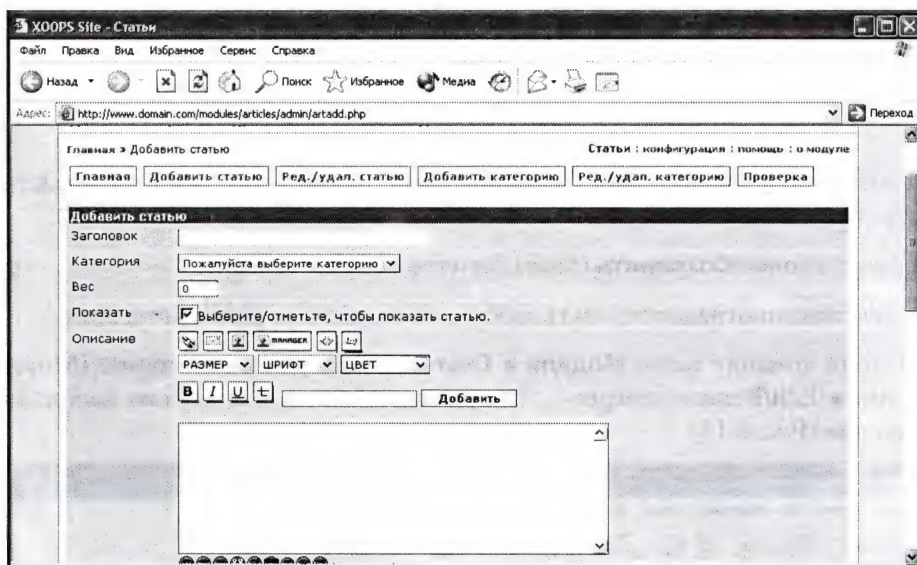 XOOPS Site - Статьи
Файл Правка Вид Избранное Сервис Справка
Назад Поиск Избранное Медиа
Адрес: http://www.domain.com/modules/articles/admin/artadd.php Переход
Главная » Добавить статью Статьи : конфигурация : помощь : о модуле
Главная Добавить статью Ред./удал. статью Добавить категорию Ред./удал. категорию Проверка
Добавить статью
Заголовок
Категория Пожалуйста выберите категорию
Вес 0
Показать Выберите/отметьте, чтобы показать статью.
Описание MANAGER
РАЗМЕР ШРИФТ ЦВЕТ
B I U Добавить